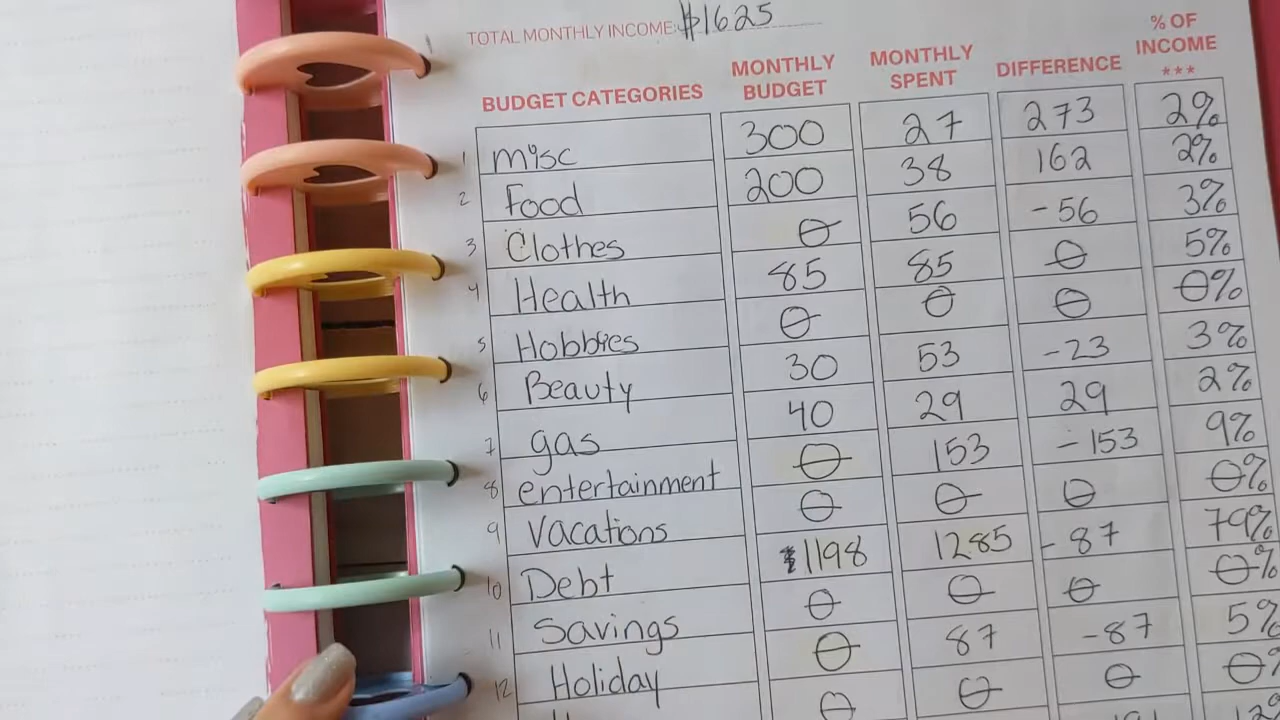 TOTAL MONTHLY INCOME: $1625
BUDGET CATEGORIES MONTHLY BUDGET MONTHLY SPENT DIFFERENCE % OF INCOME ***
1 misc 300 27 273 2%
2 Food 200 38 162 2%
3 Clothes 0 56 -56 3%
4 Health 85 85 0 5%
5 Hobbies 0 0 0 0%
6 Beauty 30 53 -23 3%
7 gas 40 29 29 2%
8 entertainment 0 153 -153 9%
9 Vacations 0 0 0 0%
10 Debt $1198 1285 -87 79%
11 Savings 0 0 0 0%
12 Holiday 0 87 -87 5%
0 0 0 0%